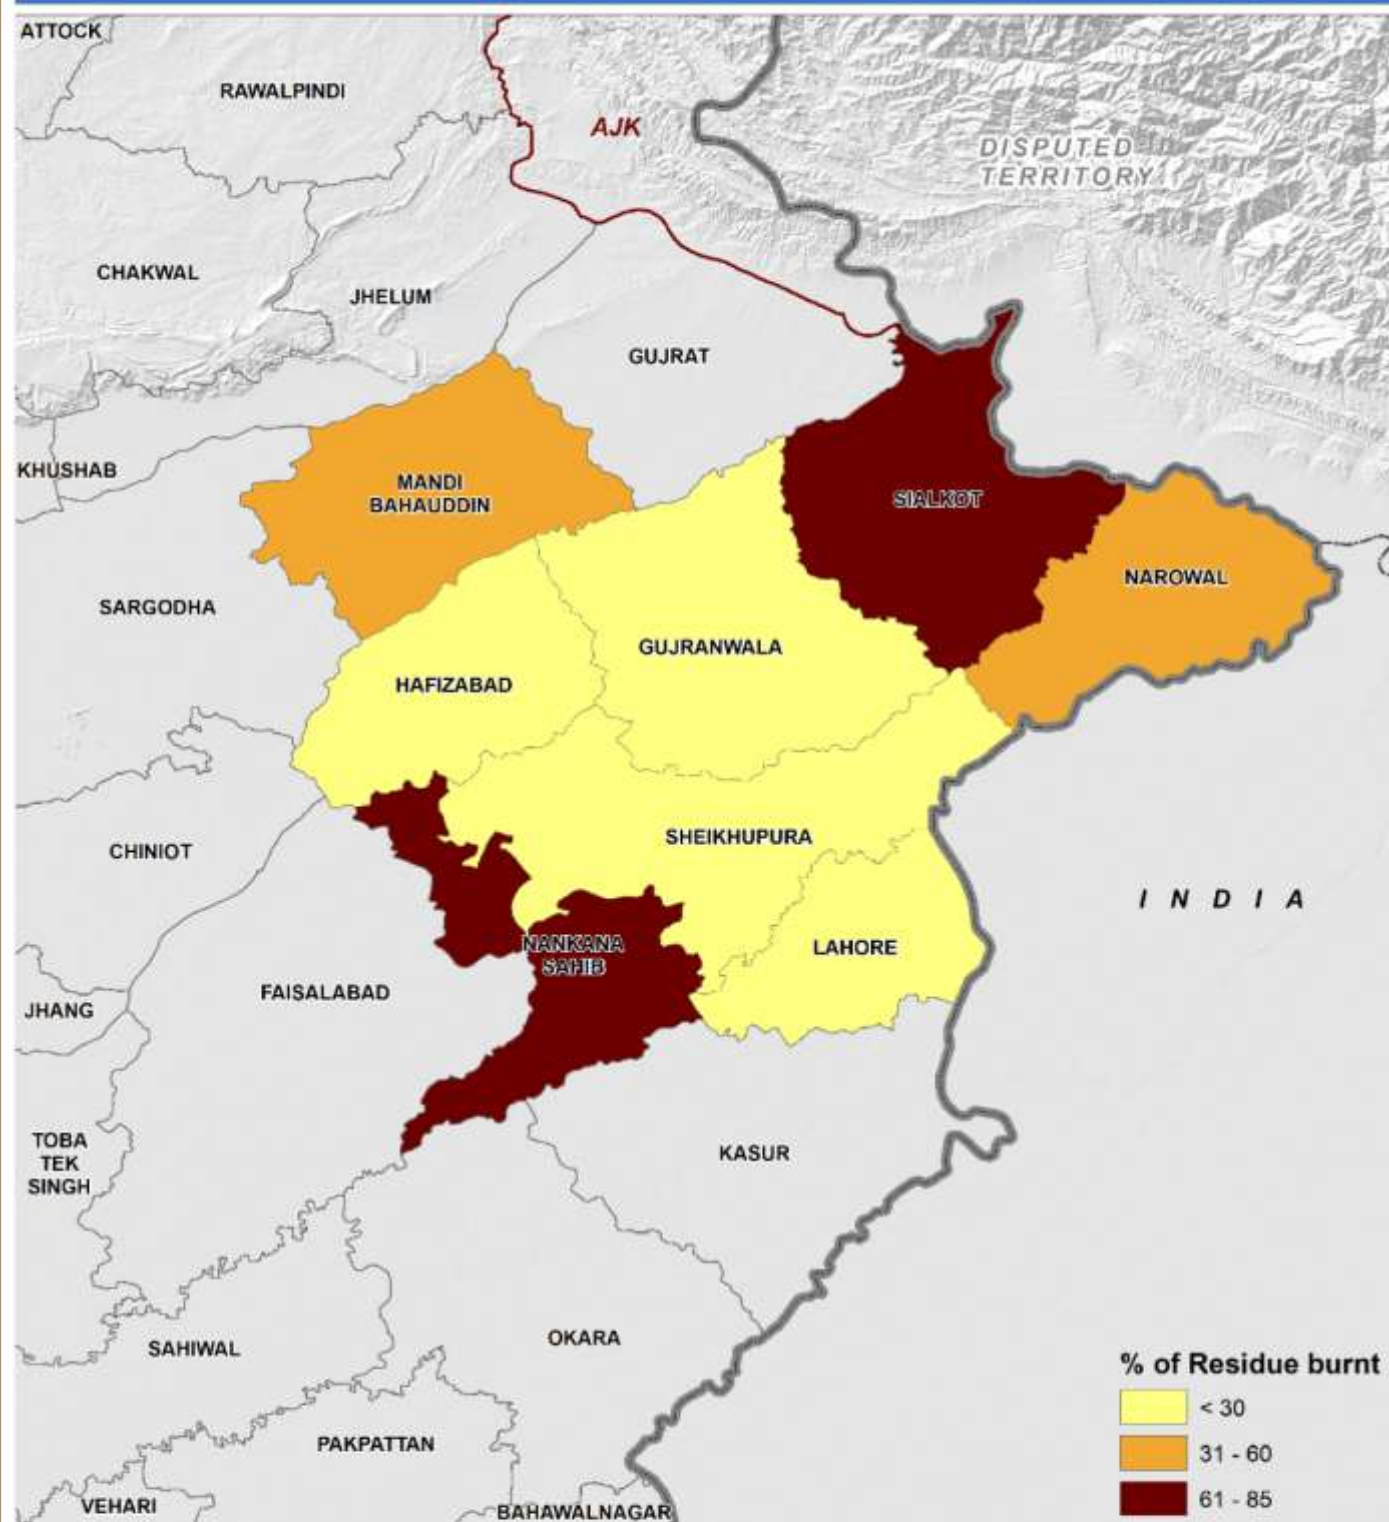 ATTOCK
RAWALPINDI
AJK
DISPUTED
TERRITORY
CHAKWAL
JHELUM
GUJRAT
KHUSHAB
MANDI
BAHAUDDIN
SIALKOT
NAROWAL
SARGODHA
GUJRANWALA
HAFIZABAD
SHEIKHUPURA
CHINIOT
INDIA
NANKANA
SAHIB
LAHORE
FAISALABAD
JHANG
TOBA
TEK
SINGH
KASUR
OKARA
SAHIWAL
% of Residue burnt
< 30
31 - 60
61 - 85
PAKPATTAN
VEHARI
BAHAWALNAGAR